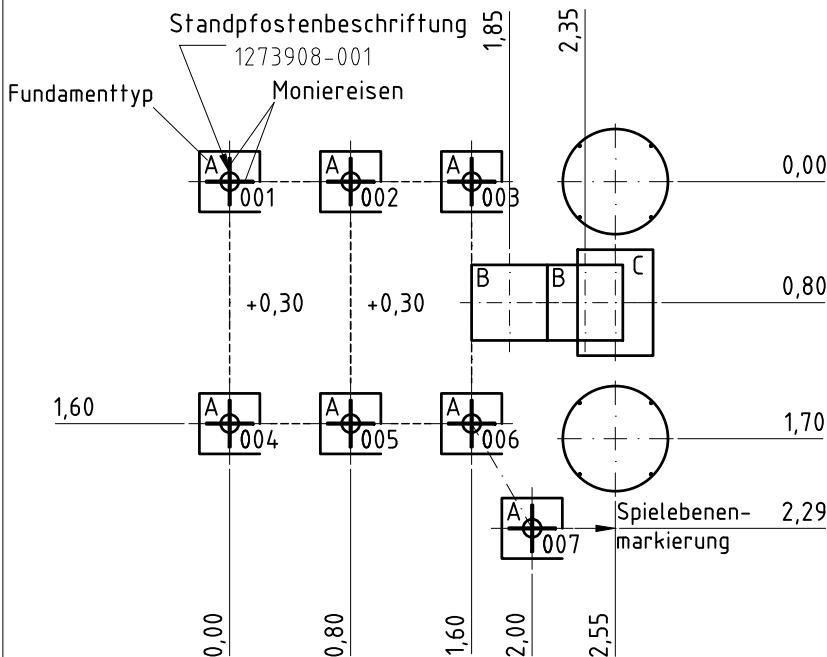 Standpfostenbeschriftung
1273908-001
Fundamenttyp
Moniereisen
1,85
2,35
A
001
A
002
A
003
0,00
B
B
C
+0,30
+0,30
0,80
1,60
A
004
A
005
A
006
1,70
A
007
Spielebenen-
markierung
2,29
0,00
0,80
1,60
2,00
2,55